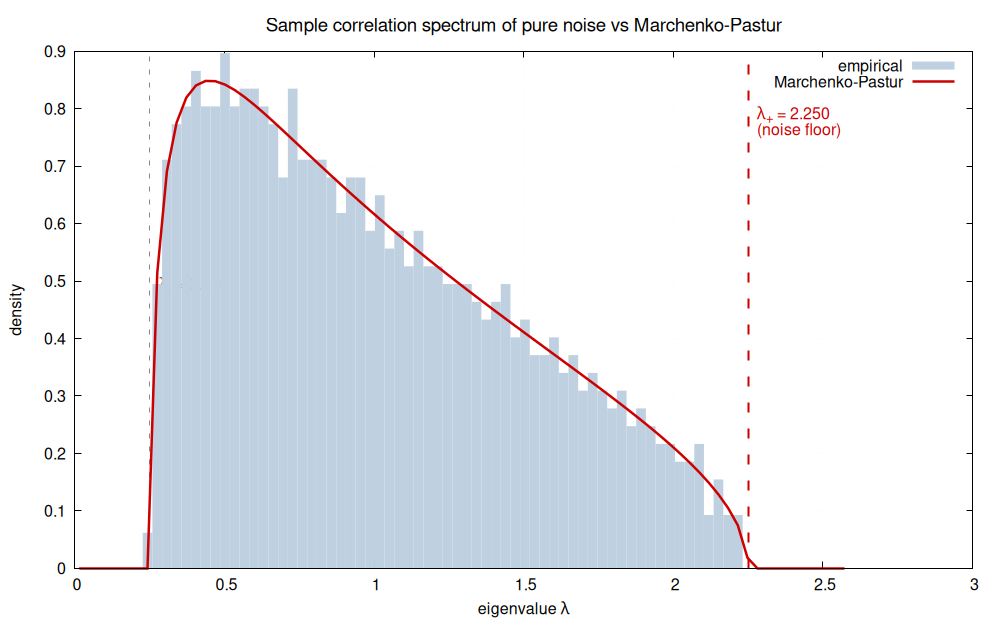 Sample correlation spectrum of pure noise vs Marchenko-Pastur
empirical
Marchenko-Pastur
λ₊ = 2.250
(noise floor)
density
0.9
0.8
0.7
0.6
0.5
0.4
0.3
0.2
0.1
0
0 0.5 1 1.5 2 2.5 3
eigenvalue λ